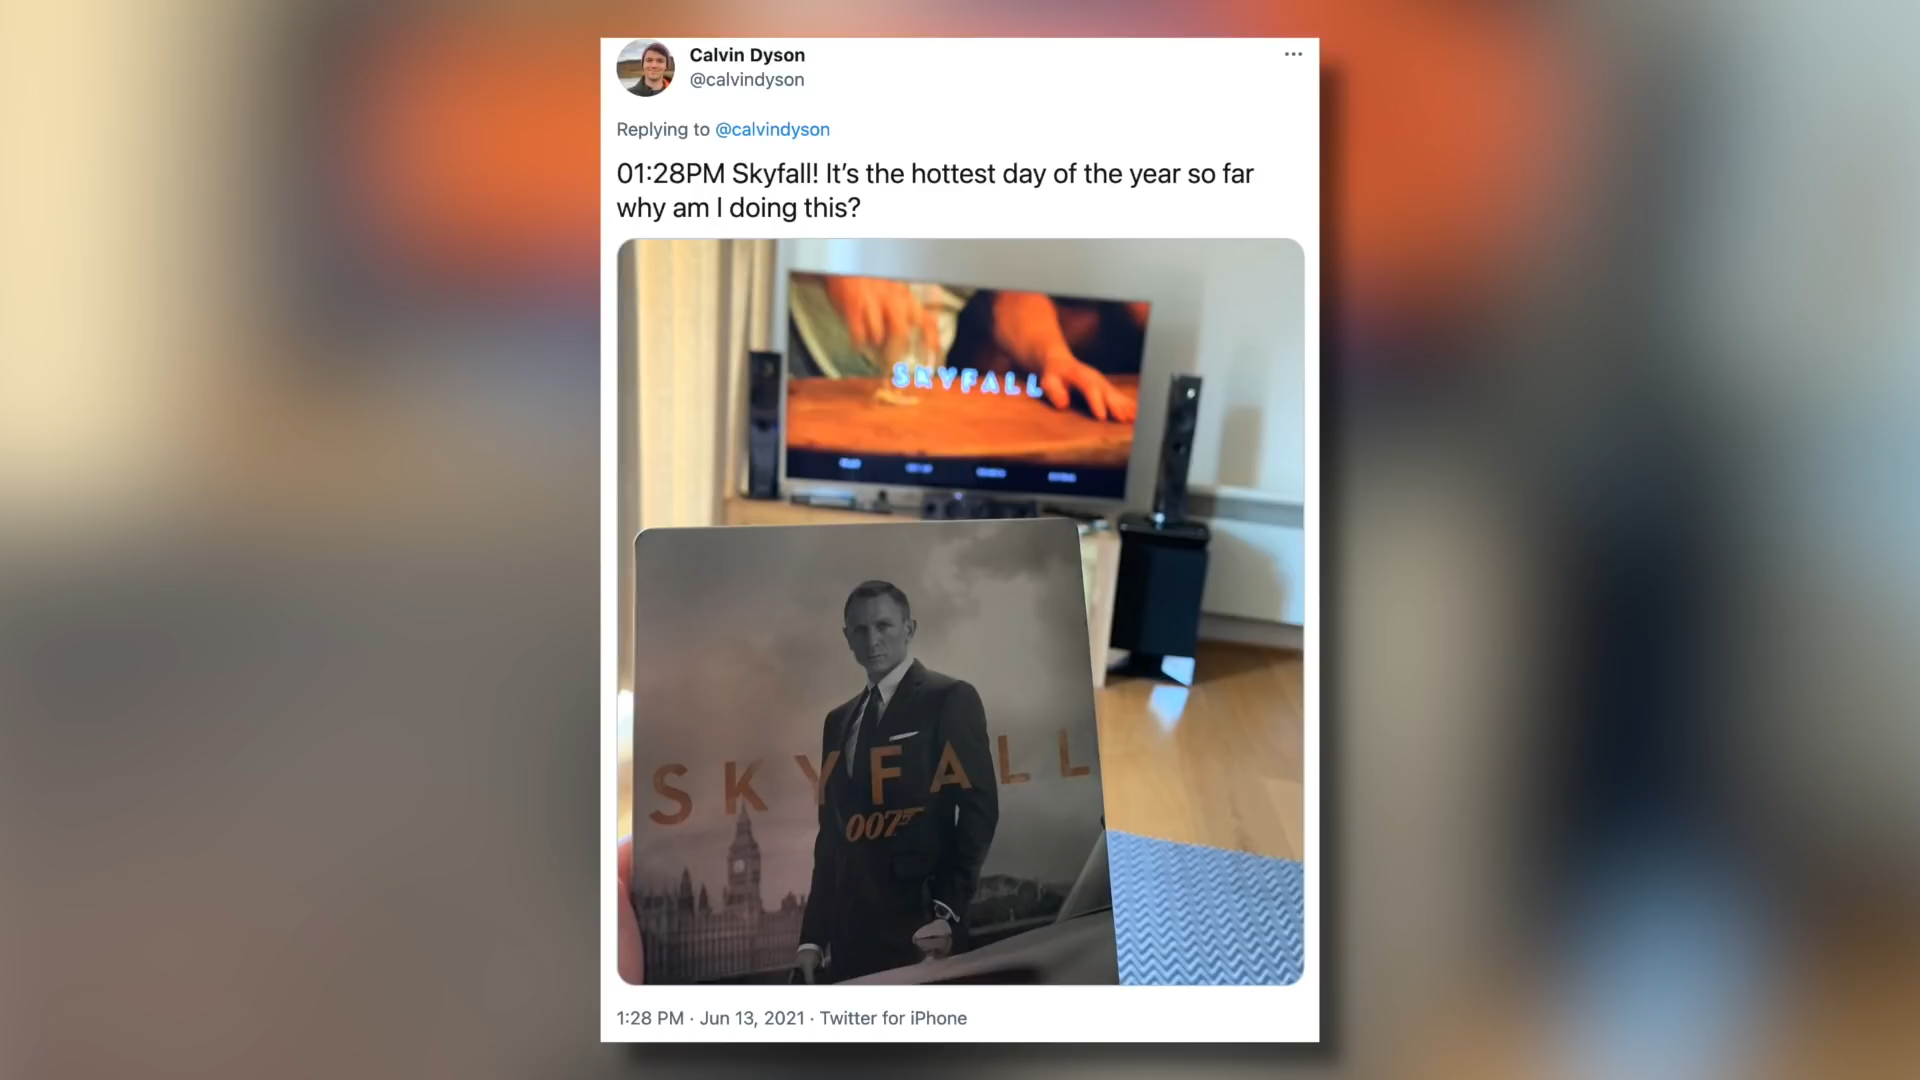 Calvin Dyson
@calvindyson
Replying to @calvindyson
01:28PM Skyfall! It’s the hottest day of the year so far
why am I doing this?
SKYFALL
SKYFALL
007
1:28 PM · Jun 13, 2021 · Twitter for iPhone